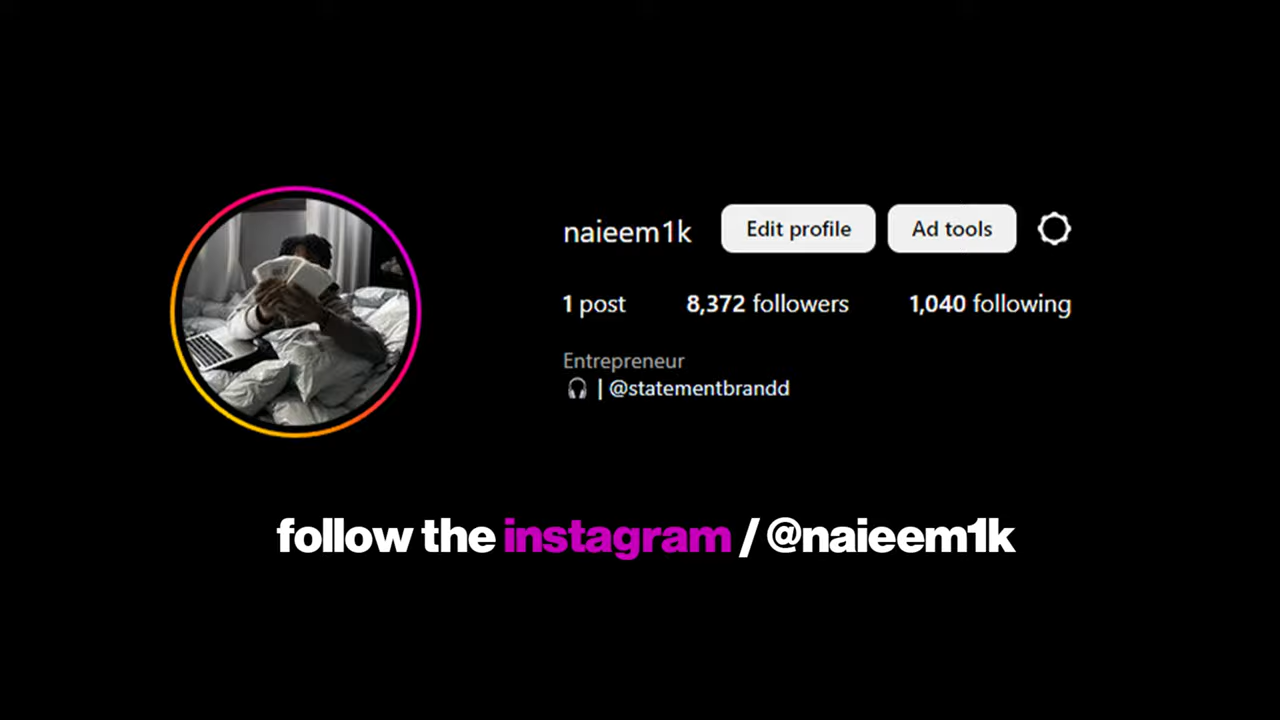 naieem1k Edit profile Ad tools
1 post 8,372 followers 1,040 following
Entrepreneur
🎧 | @statementbrandd
follow the instagram / @naieem1k